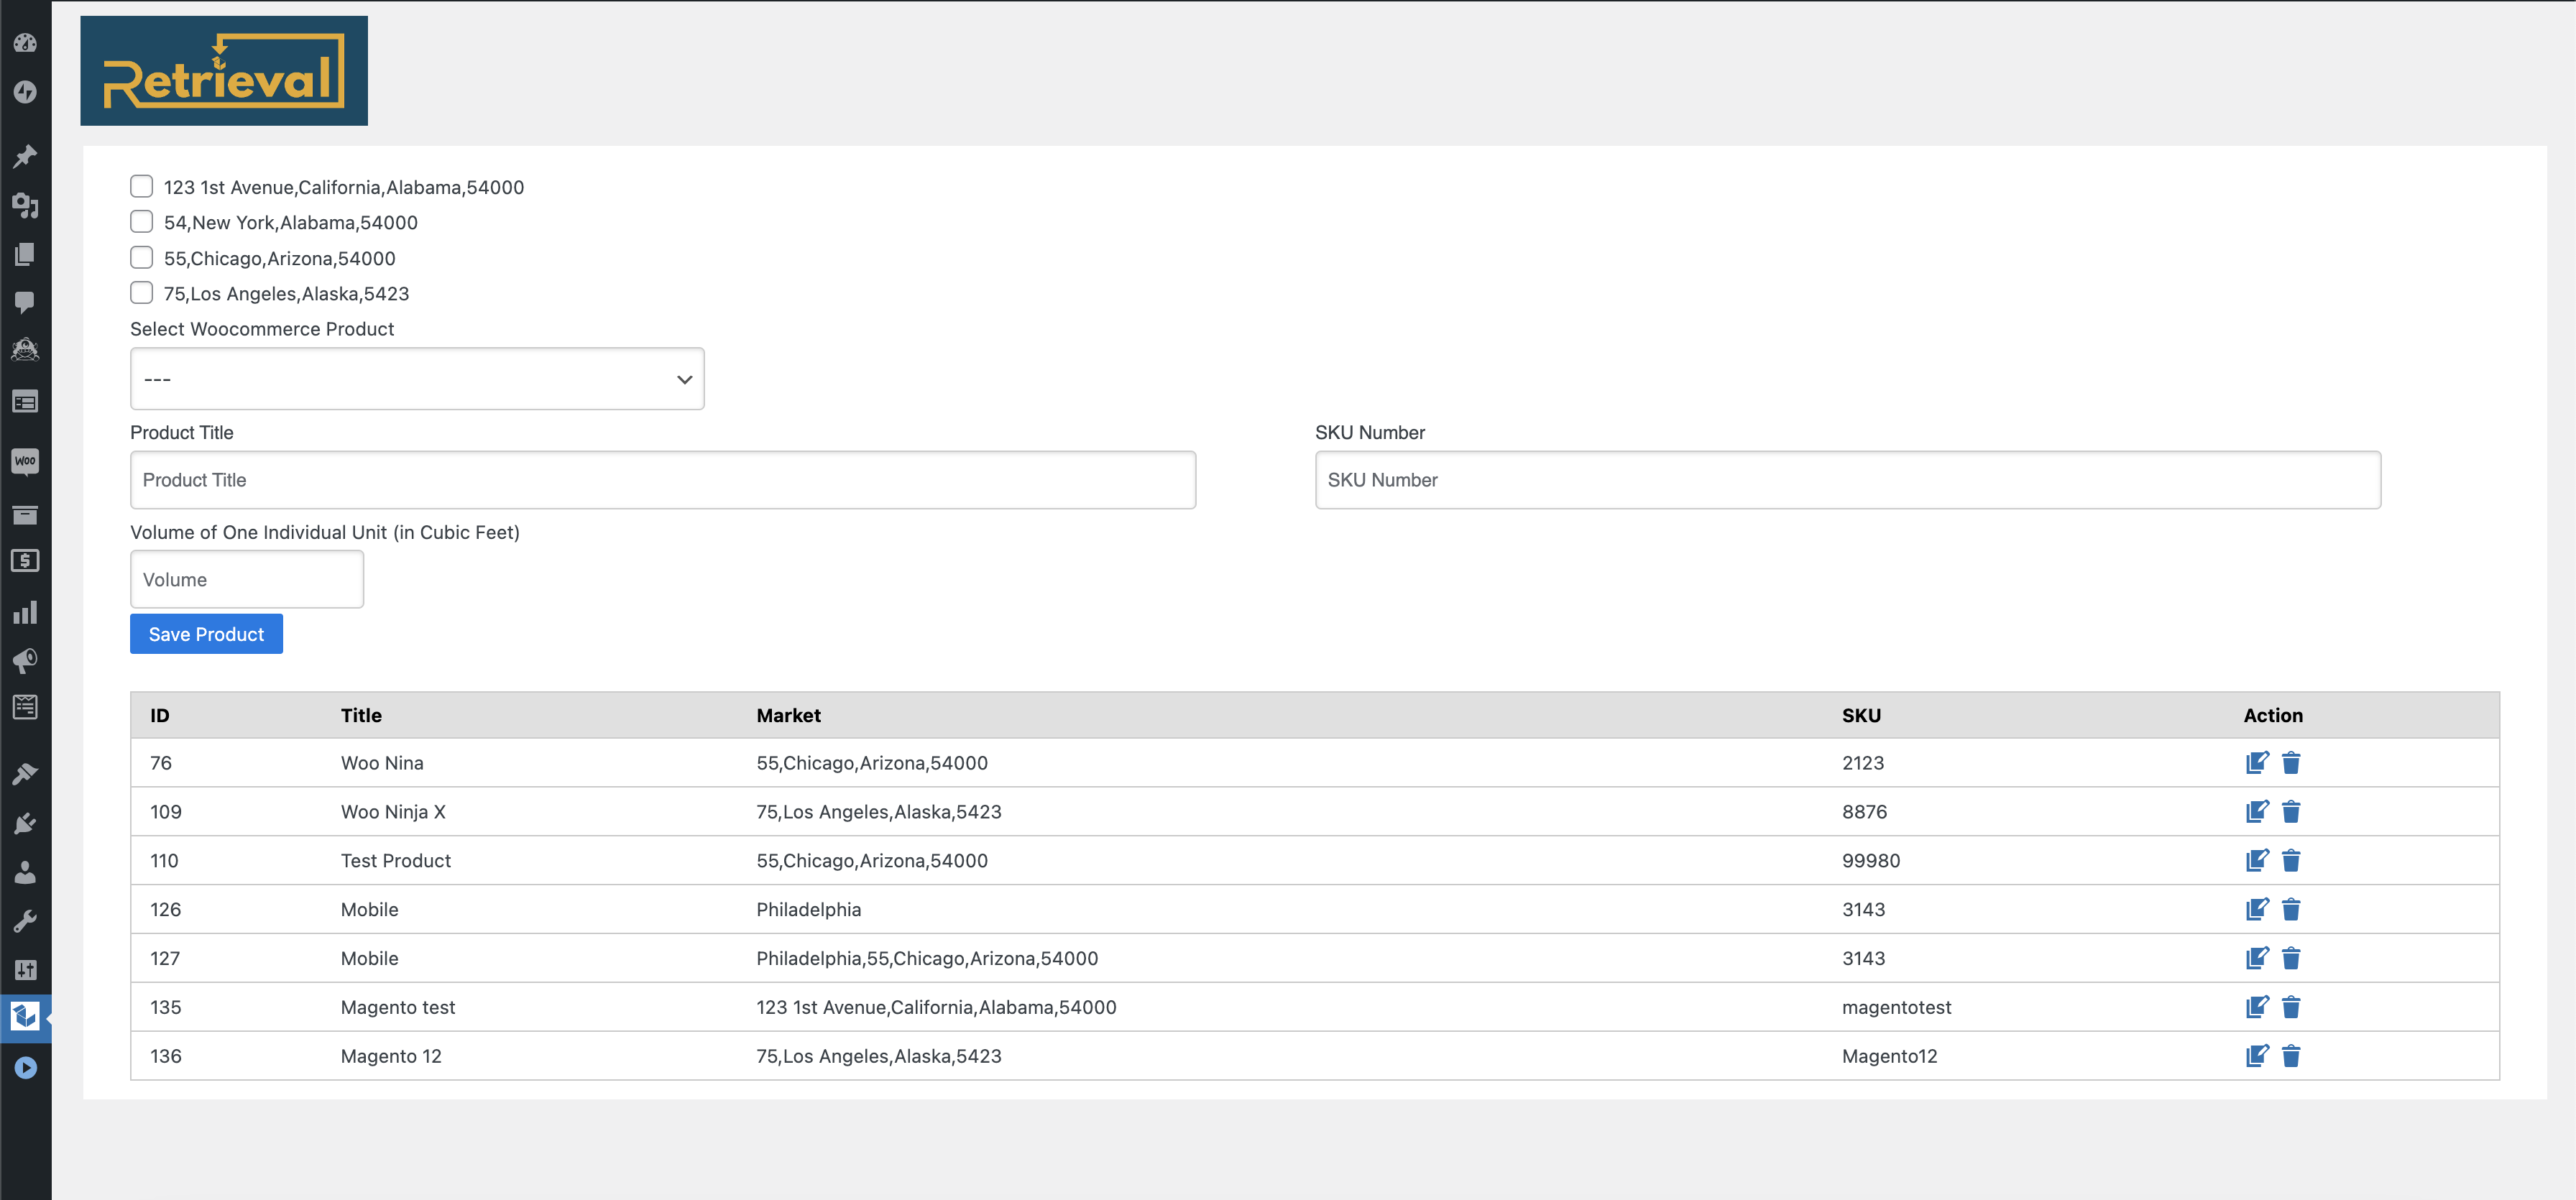 Retrieval
123 1st Avenue,California,Alabama,54000
54,New York,Alabama,54000
55,Chicago,Arizona,54000
75,Los Angeles,Alaska,5423
Select Woocommerce Product
---
Product Title SKU Number
Product Title SKU Number
Volume of One Individual Unit (in Cubic Feet)
Volume
Save Product
ID Title Market SKU Action
76 Woo Nina 55,Chicago,Arizona,54000 2123
109 Woo Ninja X 75,Los Angeles,Alaska,5423 8876
110 Test Product 55,Chicago,Arizona,54000 99980
126 Mobile Philadelphia 3143
127 Mobile Philadelphia,55,Chicago,Arizona,54000 3143
135 Magento test 123 1st Avenue,California,Alabama,54000 magentotest
136 Magento 12 75,Los Angeles,Alaska,5423 Magento12
Woo